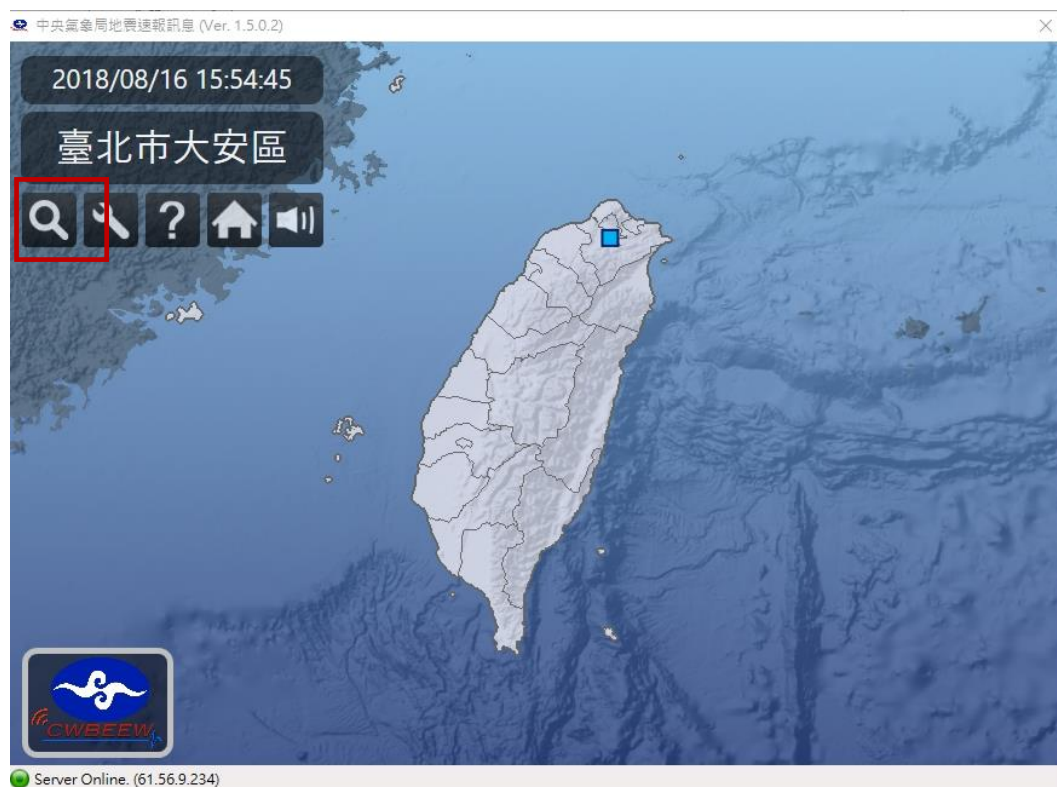 中央氣象局地震速報訊息 (Ver. 1.5.0.2)
2018/08/16 15:54:45
臺北市大安區
?
CWBEEW
Server Online. (61.56.9.234)